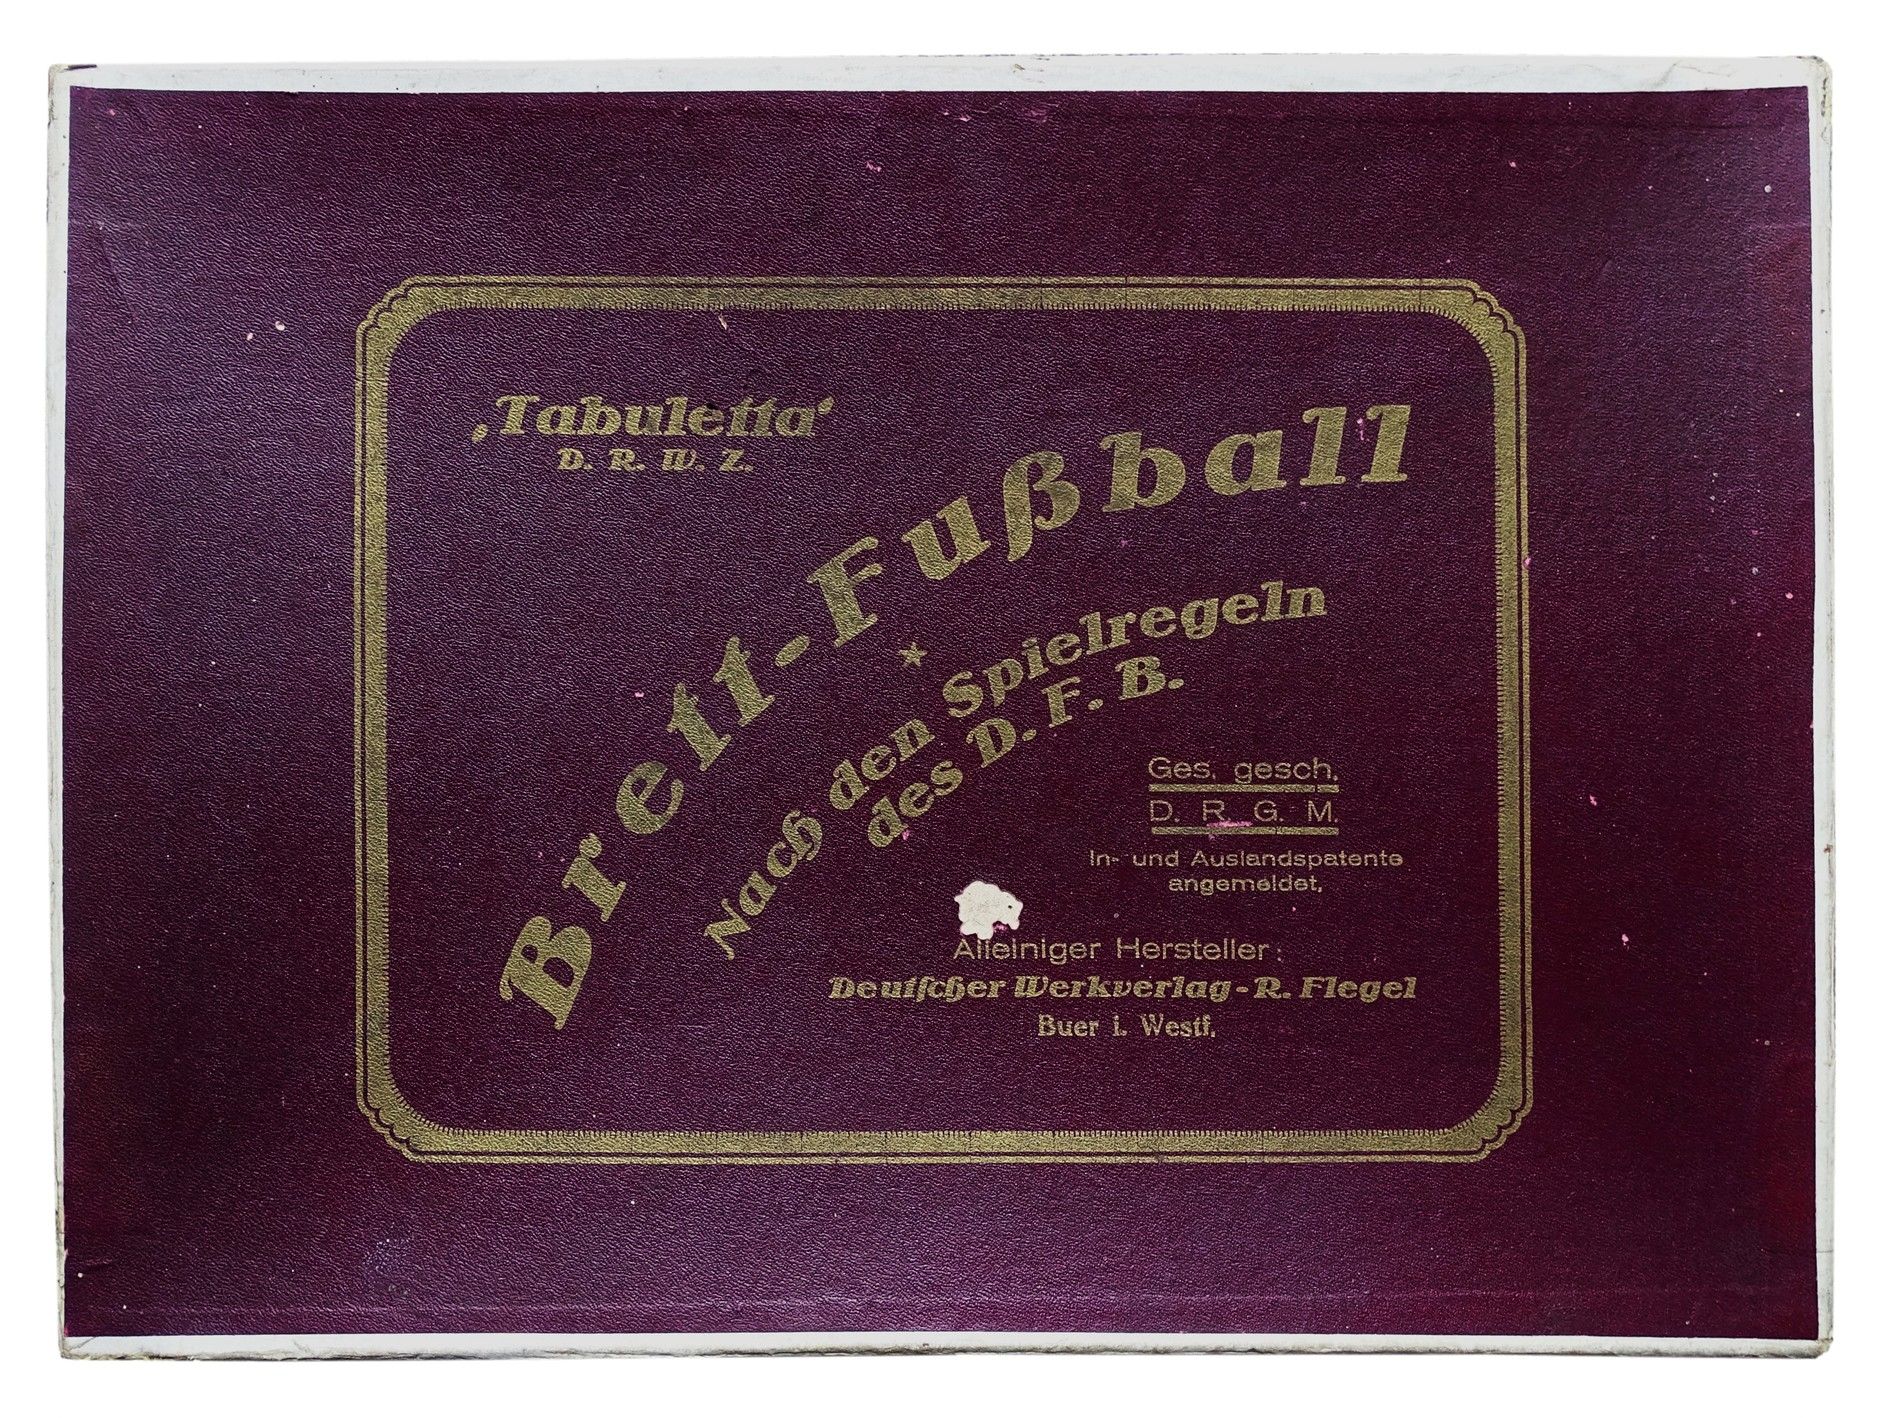 ‚Tabuletta‘
D. R. W. Z.
Brett-Fußball
Nach den Spielregeln
des D. F. B.
Ges. gesch.
D. R. G. M.
In- und Auslandspatente
angemeldet.
Alleiniger Hersteller:
Deutſcher Werkverlag - R. Flegel
Buer i. Westf.